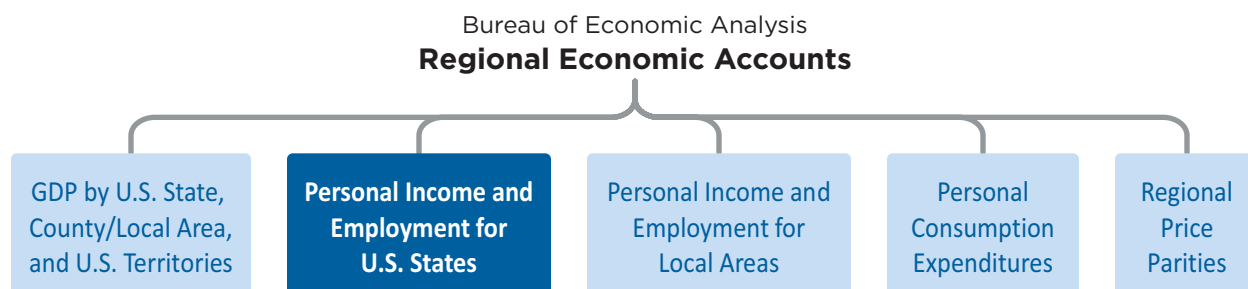 Bureau of Economic Analysis
Regional Economic Accounts
GDP by U.S. State,
County/Local Area,
and U.S. Territories
Personal Income and
Employment for
U.S. States
Personal Income and
Employment for
Local Areas
Personal
Consumption
Expenditures
Regional
Price
Parities